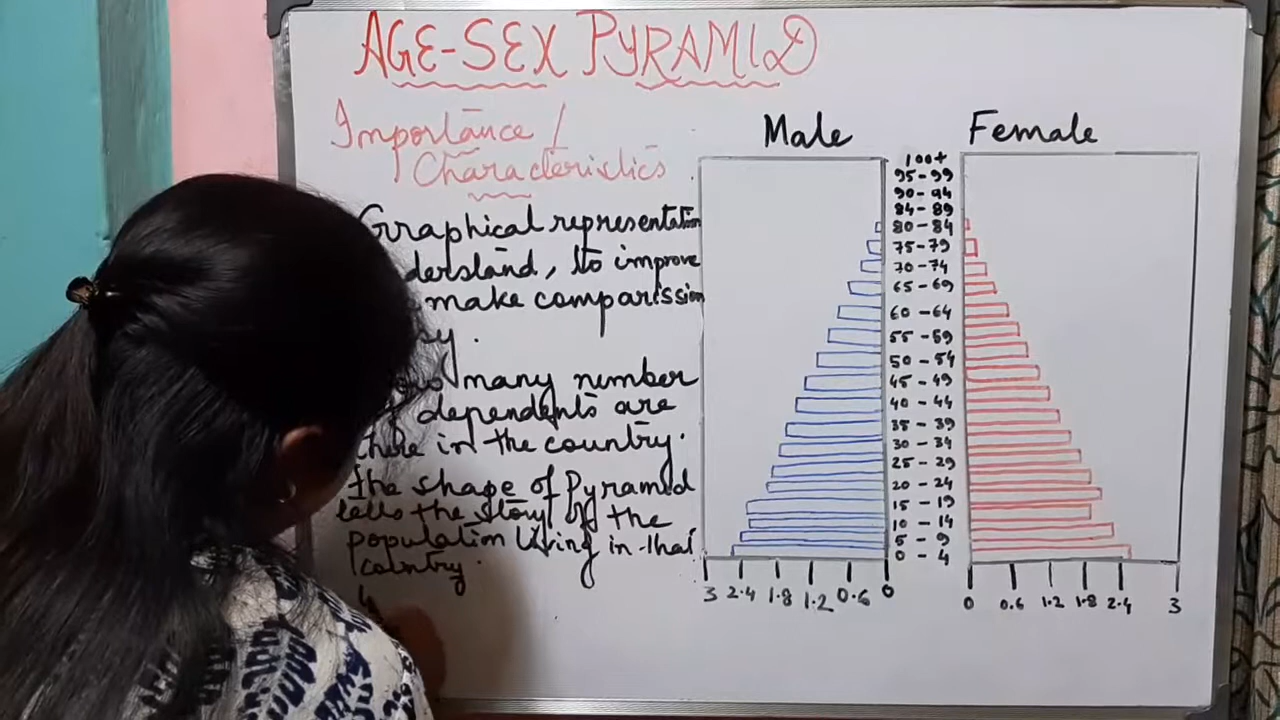 AGE-SEX PYRAMID
Importance /
Characteristics
Graphical representation
, to improve
make comparission
many number
dependents are
there in the country.
the shape of Pyramid
tells the story of the
population living in that
country.
Male
Female
100+
95-99
90-94
84-89
80-84
75-79
70-74
65-69
60-64
55-59
50-54
45-49
40-44
35-39
30-34
25-29
20-24
15-19
10-14
5-9
0-4
3 2.4 1.8 1.2 0.6 0
0 0.6 1.2 1.8 2.4 3